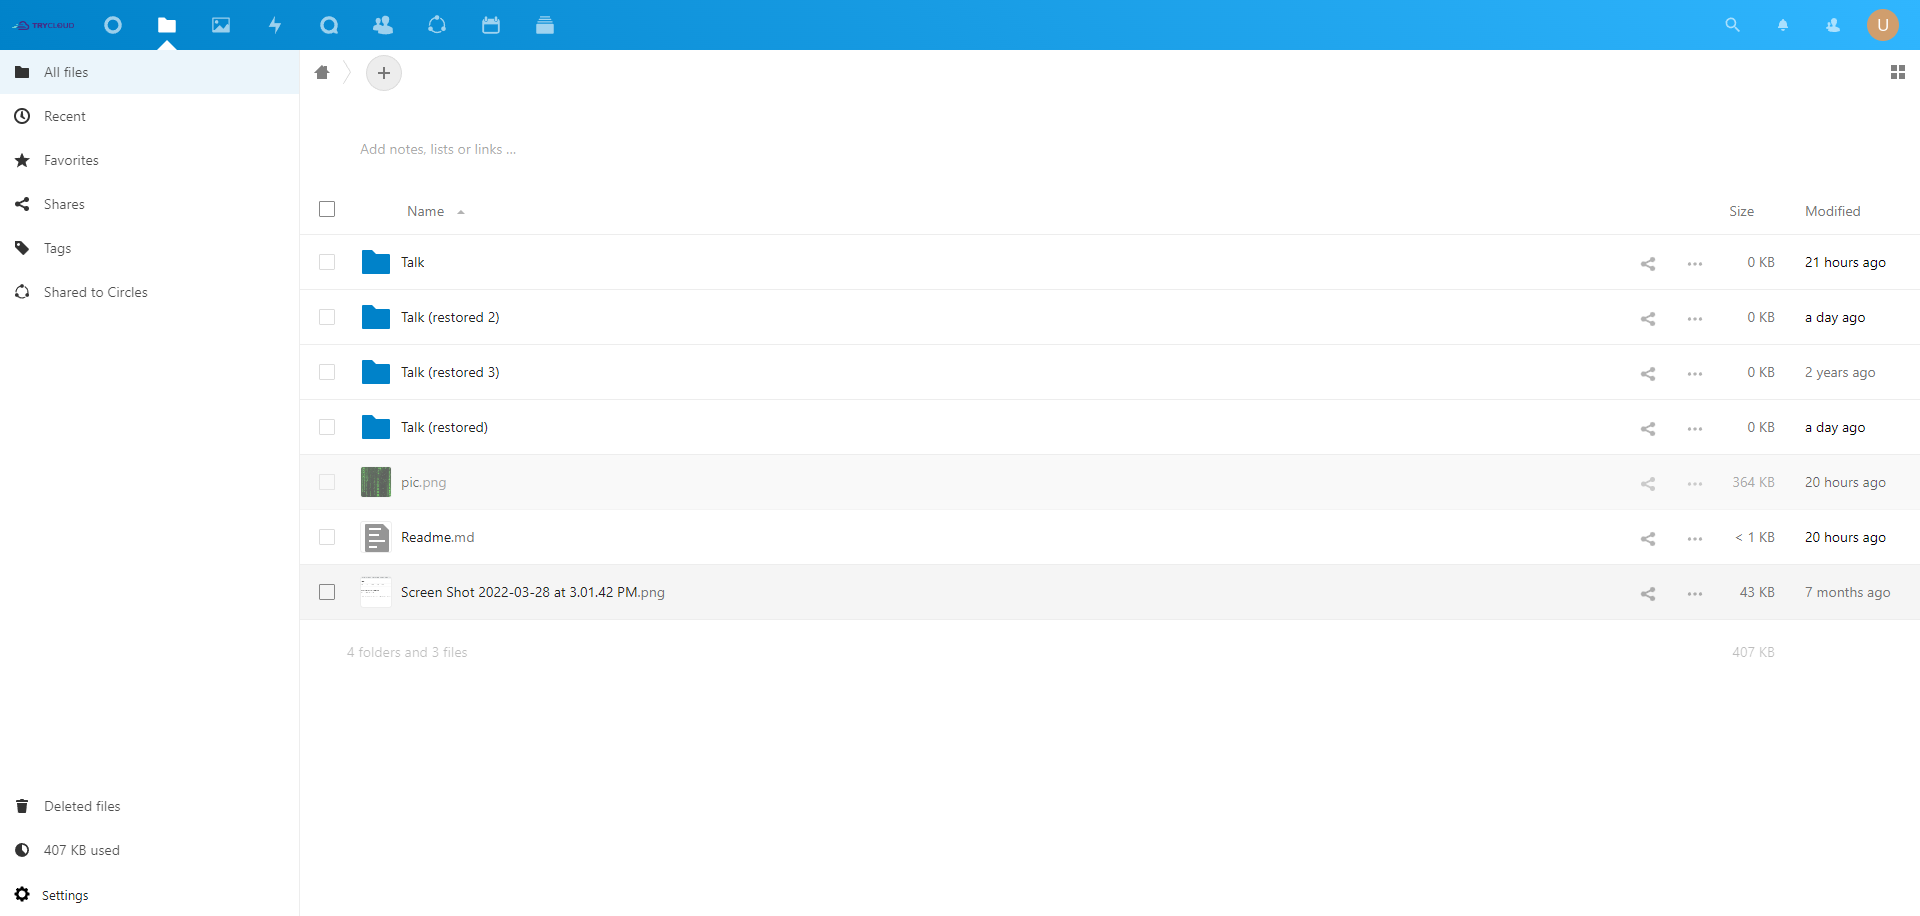 TRYCLOUD
U
All files
Recent
Favorites
Shares
Tags
Shared to Circles
Add notes, lists or links ...
Name Size Modified
Talk 0 KB 21 hours ago
Talk (restored 2) 0 KB a day ago
Talk (restored 3) 0 KB 2 years ago
Talk (restored) 0 KB a day ago
pic.png 364 KB 20 hours ago
Readme.md < 1 KB 20 hours ago
Screen Shot 2022-03-28 at 3.01.42 PM.png 43 KB 7 months ago
4 folders and 3 files 407 KB
Deleted files
407 KB used
Settings